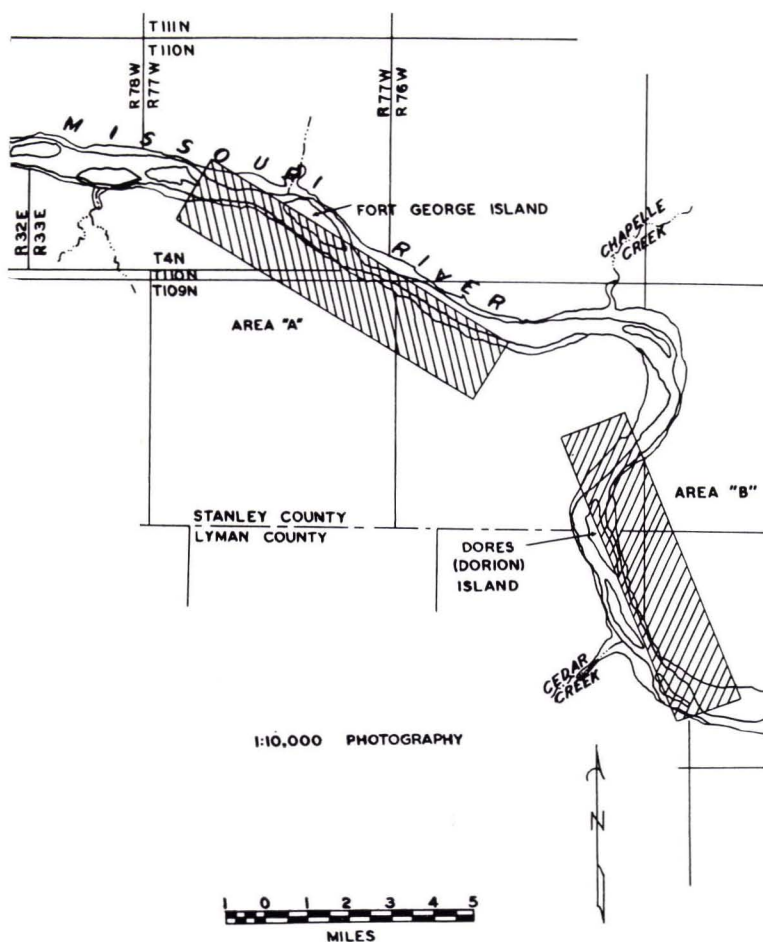 T111N
T110N
R78W
R77W
R77W
R76W
MISSOURI
RIVER
FORT GEORGE ISLAND
CHAPELLE
CREEK
R32E
R33E
T4N
T110N
T109N
AREA "A"
AREA "B"
STANLEY COUNTY
LYMAN COUNTY
DORES
(DORION)
ISLAND
CEDAR
CREEK
1:10,000 PHOTOGRAPHY
N
1 0 1 2 3 4 5
MILES